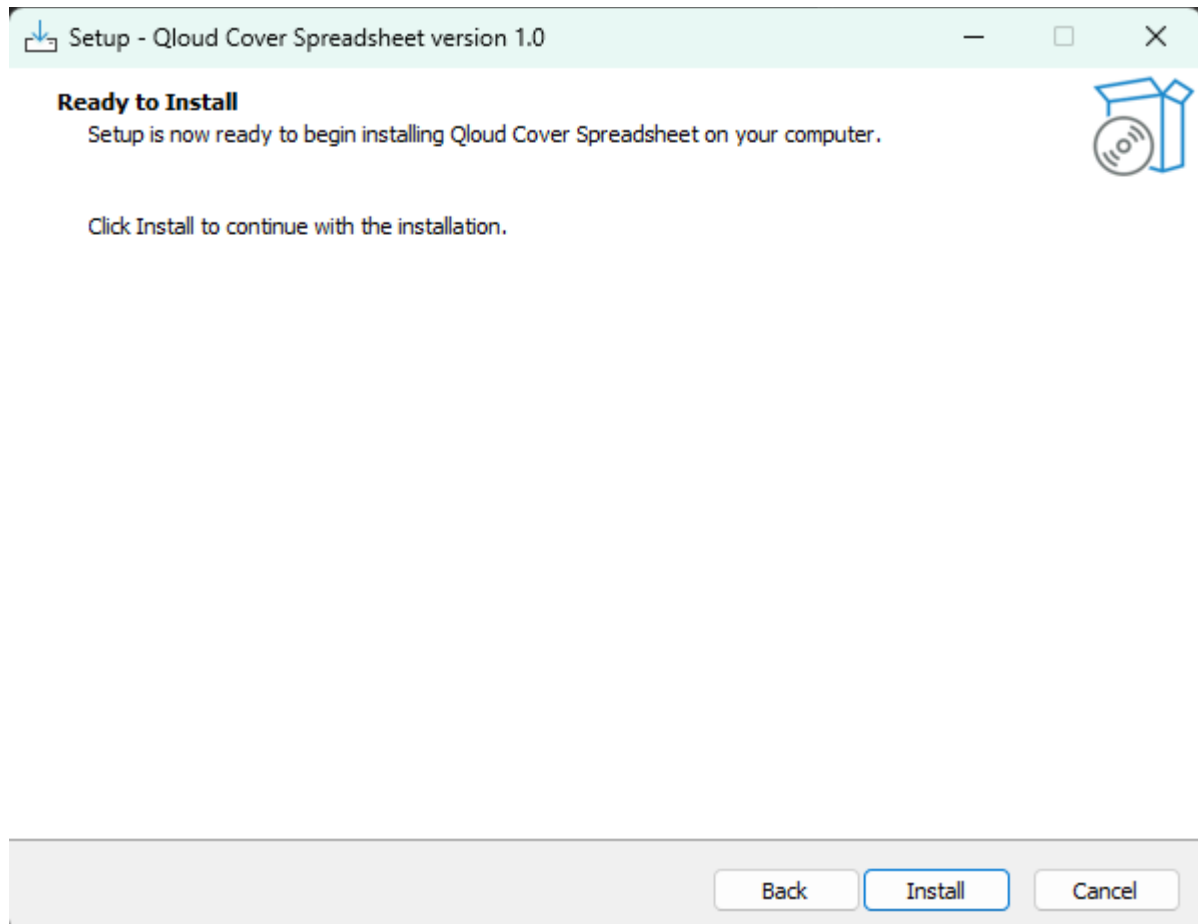 Setup - Qloud Cover Spreadsheet version 1.0
Ready to Install
Setup is now ready to begin installing Qloud Cover Spreadsheet on your computer.
Click Install to continue with the installation.
Back
Install
Cancel